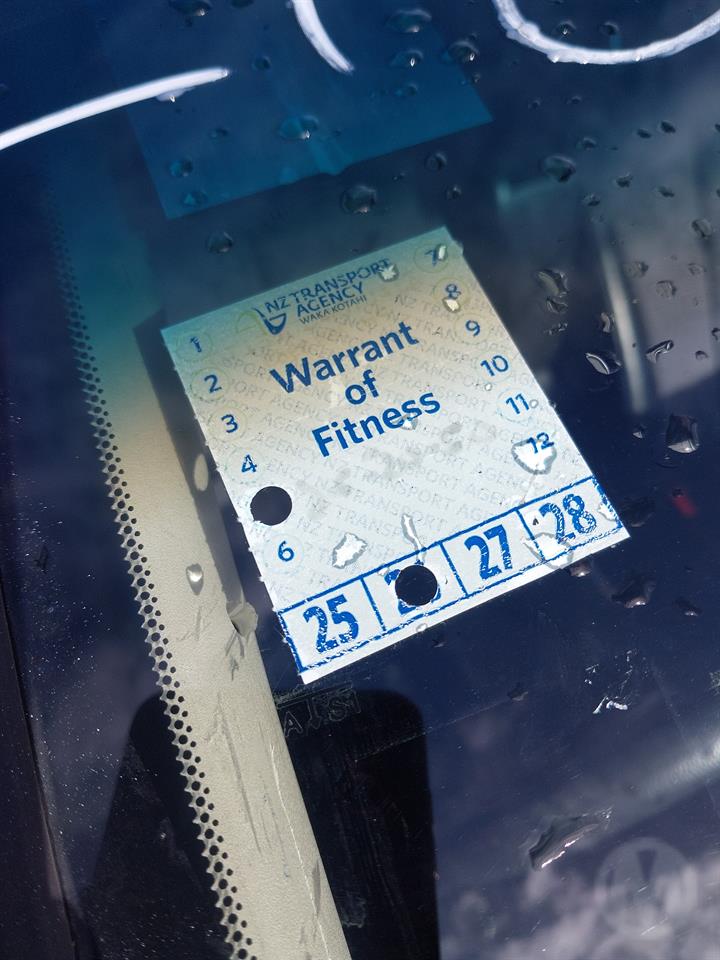 NZ TRANSPORT
AGENCY
WAKA KOTAHI
Warrant
of
Fitness
1
2
3
4
6
7
8
9
10
11
12
25
27
28